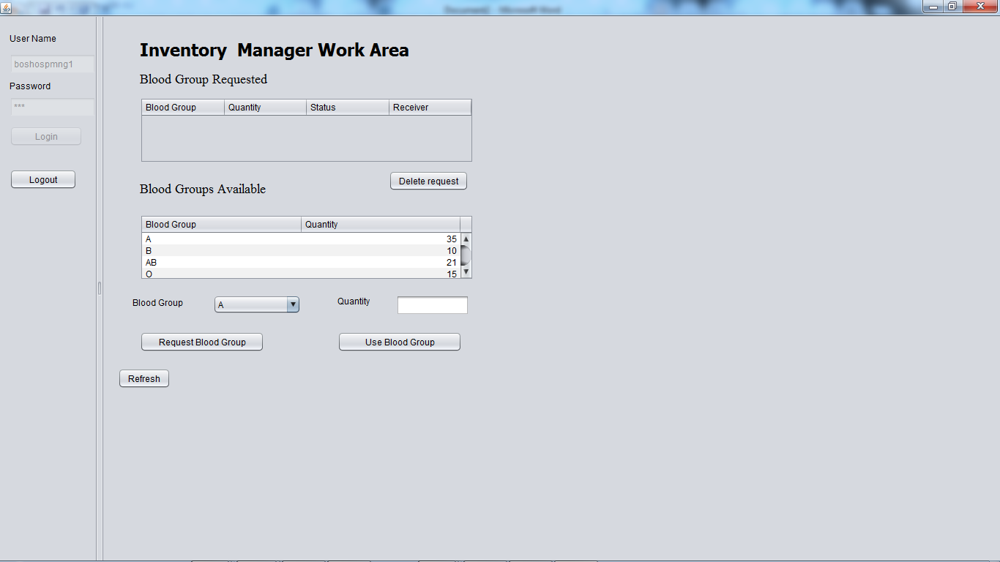 Document1 - Microsoft Word
User Name
boshospmng1
Password
***
Login
Logout
Inventory Manager Work Area
Blood Group Requested
Blood Group Quantity Status Receiver
Delete request
Blood Groups Available
Blood Group Quantity
A 35
B 10
AB 21
O 15
Blood Group A Quantity
Request Blood Group Use Blood Group
Refresh